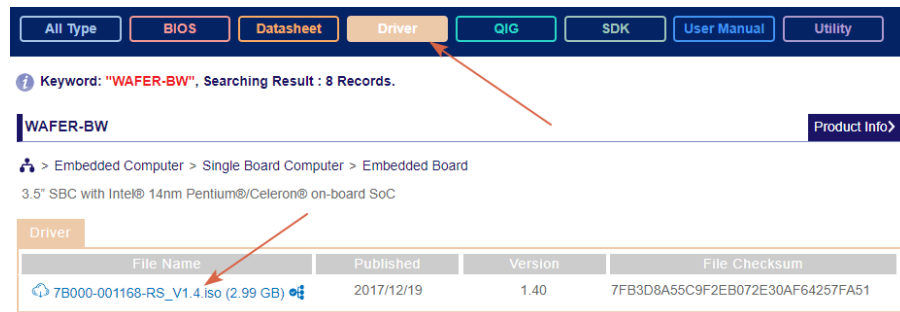 All Type BIOS Datasheet Driver QIG SDK User Manual Utility
Keyword: "WAFER-BW", Searching Result : 8 Records.
WAFER-BW Product Info>
> Embedded Computer > Single Board Computer > Embedded Board
3.5" SBC with Intel® 14nm Pentium®/Celeron® on-board SoC
Driver
File Name Published Version File Checksum
7B000-001168-RS_V1.4.iso (2.99 GB) 2017/12/19 1.40 7FB3D8A55C9F2EB072E30AF64257FA51